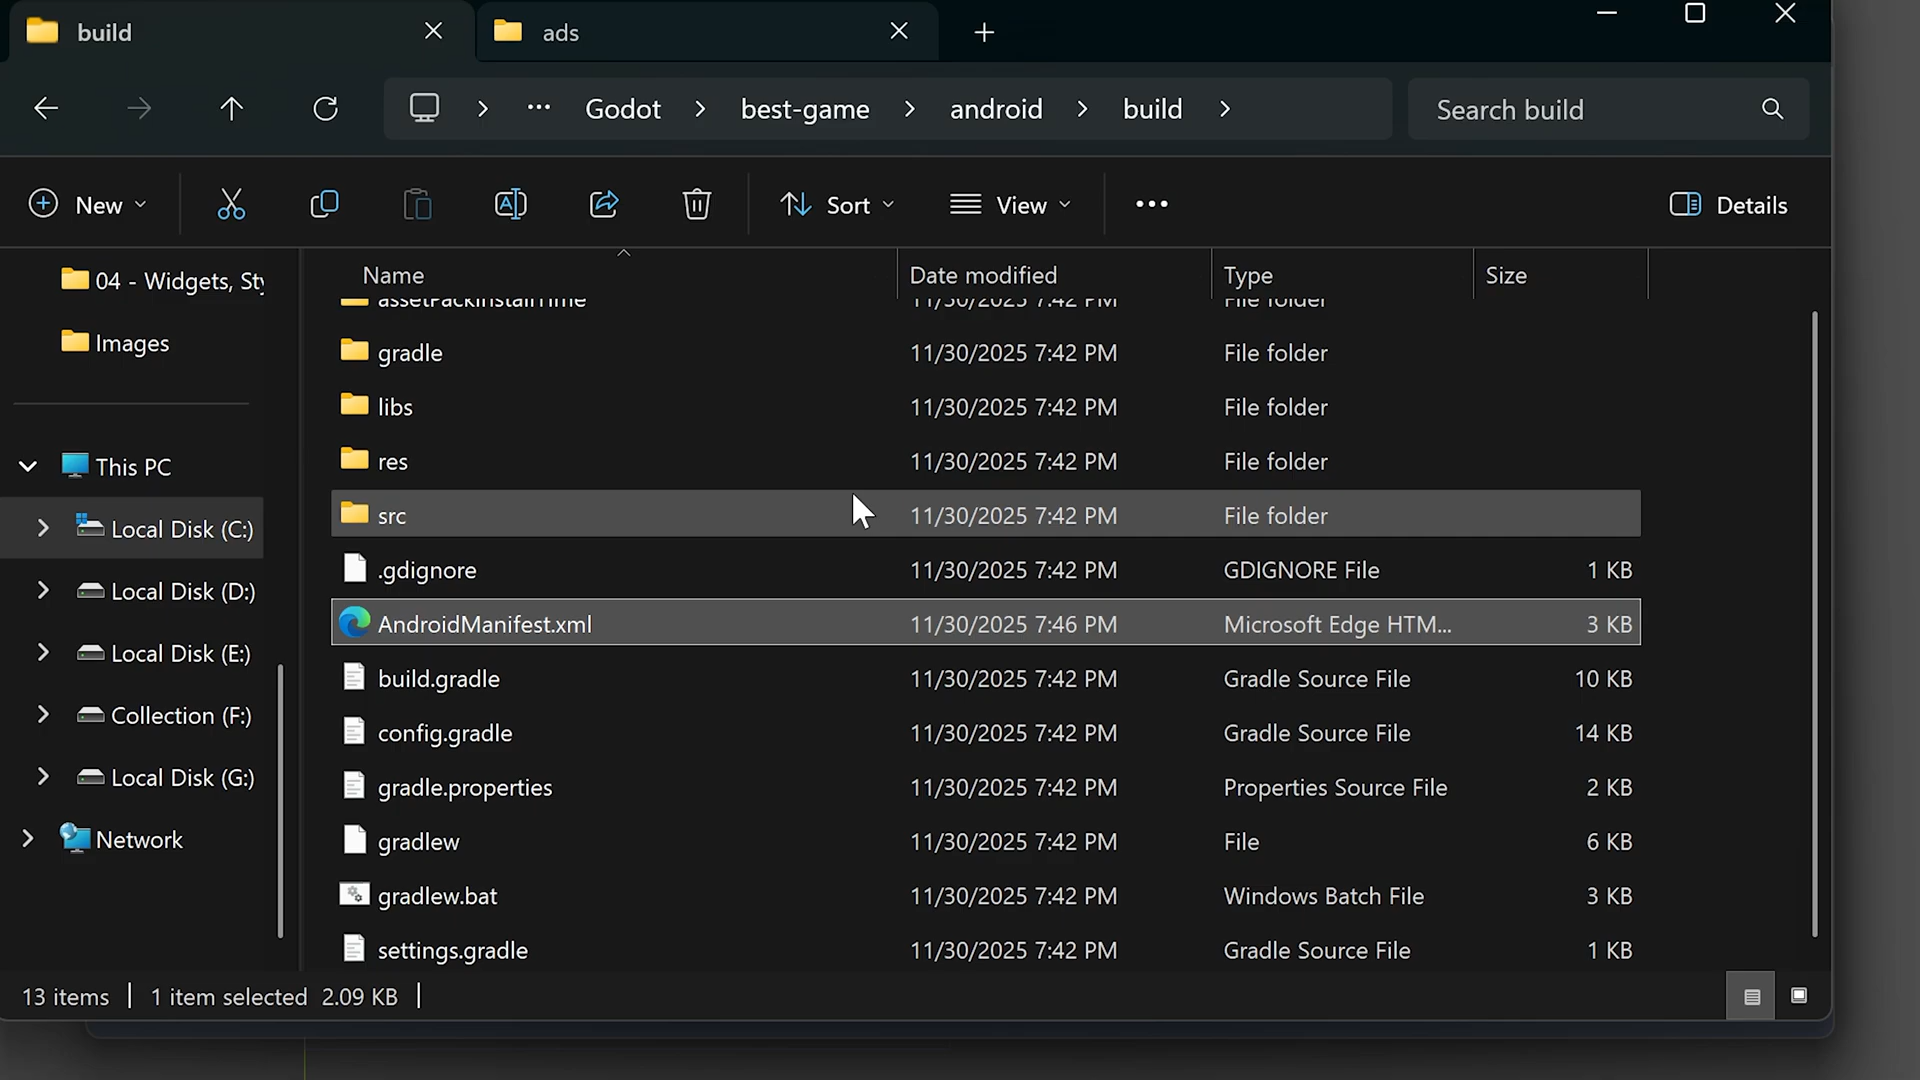 build
ads
Godot
best-game
android
build
Search build
New
Sort
View
Details
Name
Date modified
Type
Size
04 - Widgets, Sty
Images
This PC
Local Disk (C:)
Local Disk (D:)
Local Disk (E:)
Collection (F:)
Local Disk (G:)
Network
assetPackInstallTime 11/30/2025 7:42 PM File folder
gradle 11/30/2025 7:42 PM File folder
libs 11/30/2025 7:42 PM File folder
res 11/30/2025 7:42 PM File folder
src 11/30/2025 7:42 PM File folder
.gdignore 11/30/2025 7:42 PM GDIGNORE File 1 KB
AndroidManifest.xml 11/30/2025 7:46 PM Microsoft Edge HTM... 3 KB
build.gradle 11/30/2025 7:42 PM Gradle Source File 10 KB
config.gradle 11/30/2025 7:42 PM Gradle Source File 14 KB
gradle.properties 11/30/2025 7:42 PM Properties Source File 2 KB
gradlew 11/30/2025 7:42 PM File 6 KB
gradlew.bat 11/30/2025 7:42 PM Windows Batch File 3 KB
settings.gradle 11/30/2025 7:42 PM Gradle Source File 1 KB
13 items 1 item selected 2.09 KB